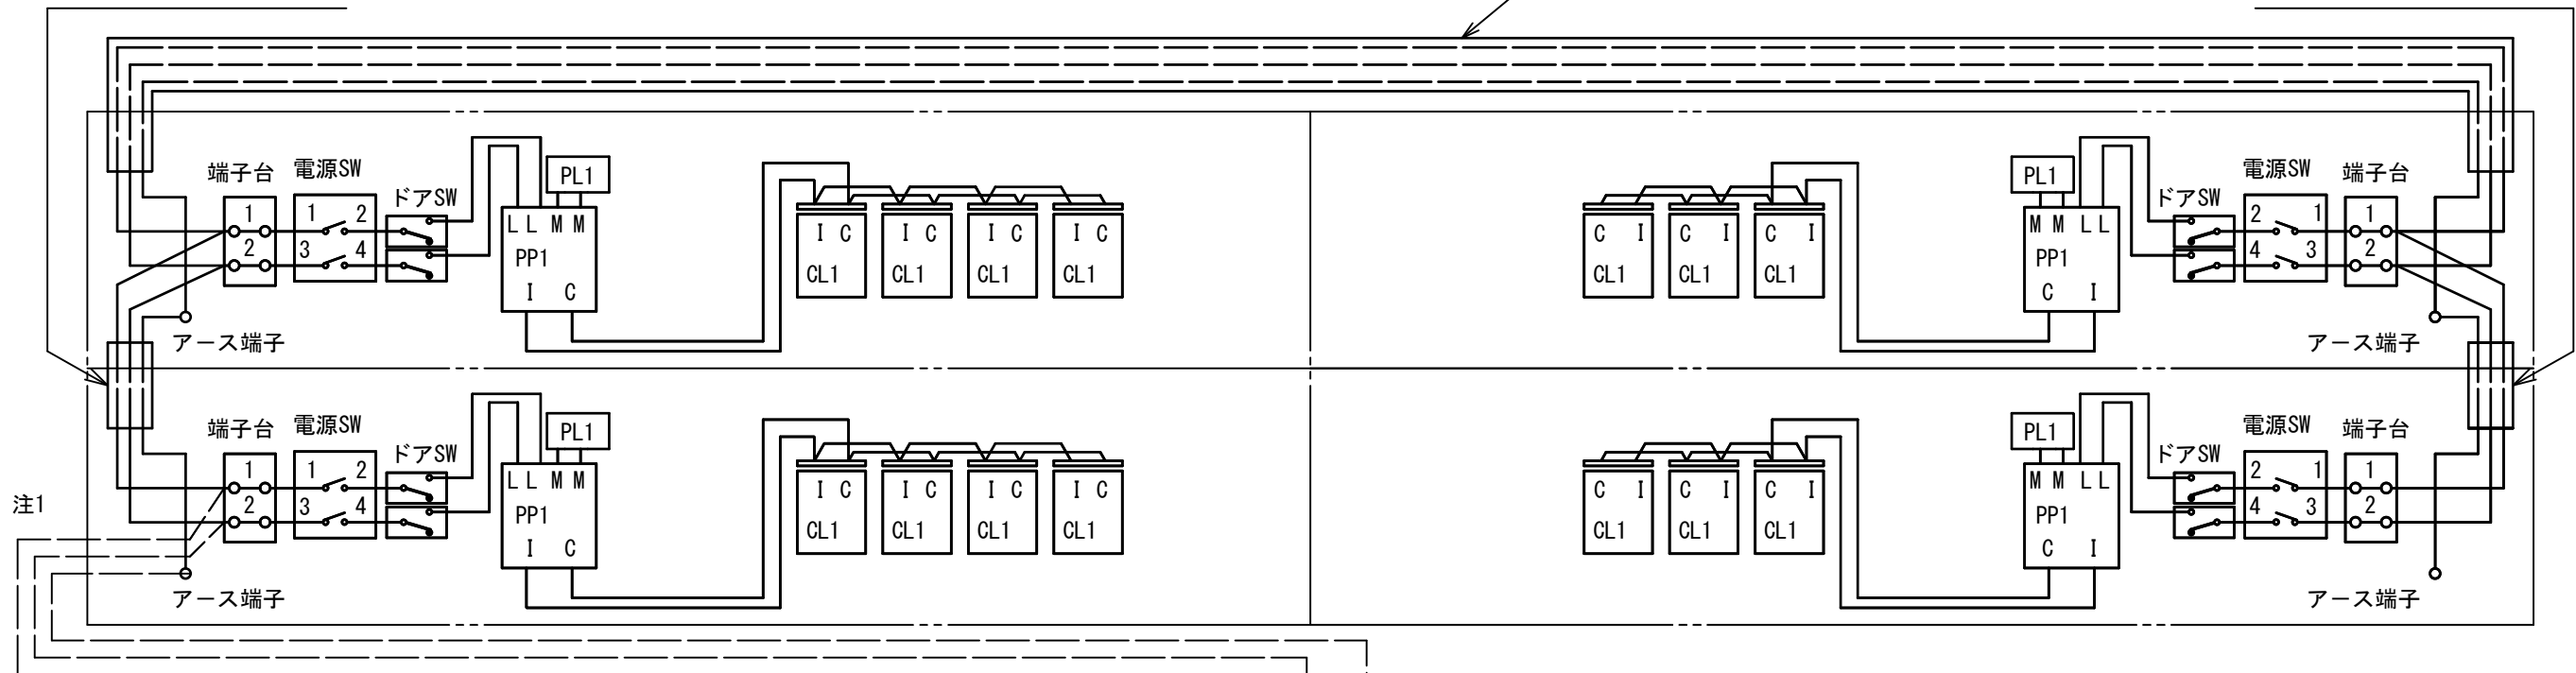 端子台 電源SW ドアSW PL1
1 1 2
2 3 4
L L M M
PP1
I C
I C I C I C I C
CL1 CL1 CL1 CL1
アース端子
PL1 ドアSW 電源SW 端子台
2 1 1
4 3 2
M M L L
PP1
C I
C I C I C I
CL1 CL1 CL1
アース端子
注1
端子台 電源SW ドアSW PL1
1 1 2
2 3 4
L L M M
PP1
I C
I C I C I C I C
CL1 CL1 CL1 CL1
アース端子
PL1 ドアSW 電源SW 端子台
2 1 1
4 3 2
M M L L
PP1
C I
C I C I C I
CL1 CL1 CL1
アース端子